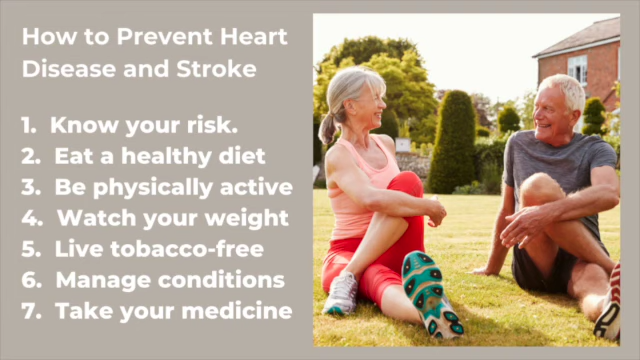 How to Prevent Heart
Disease and Stroke
1. Know your risk.
2. Eat a healthy diet
3. Be physically active
4. Watch your weight
5. Live tobacco-free
6. Manage conditions
7. Take your medicine